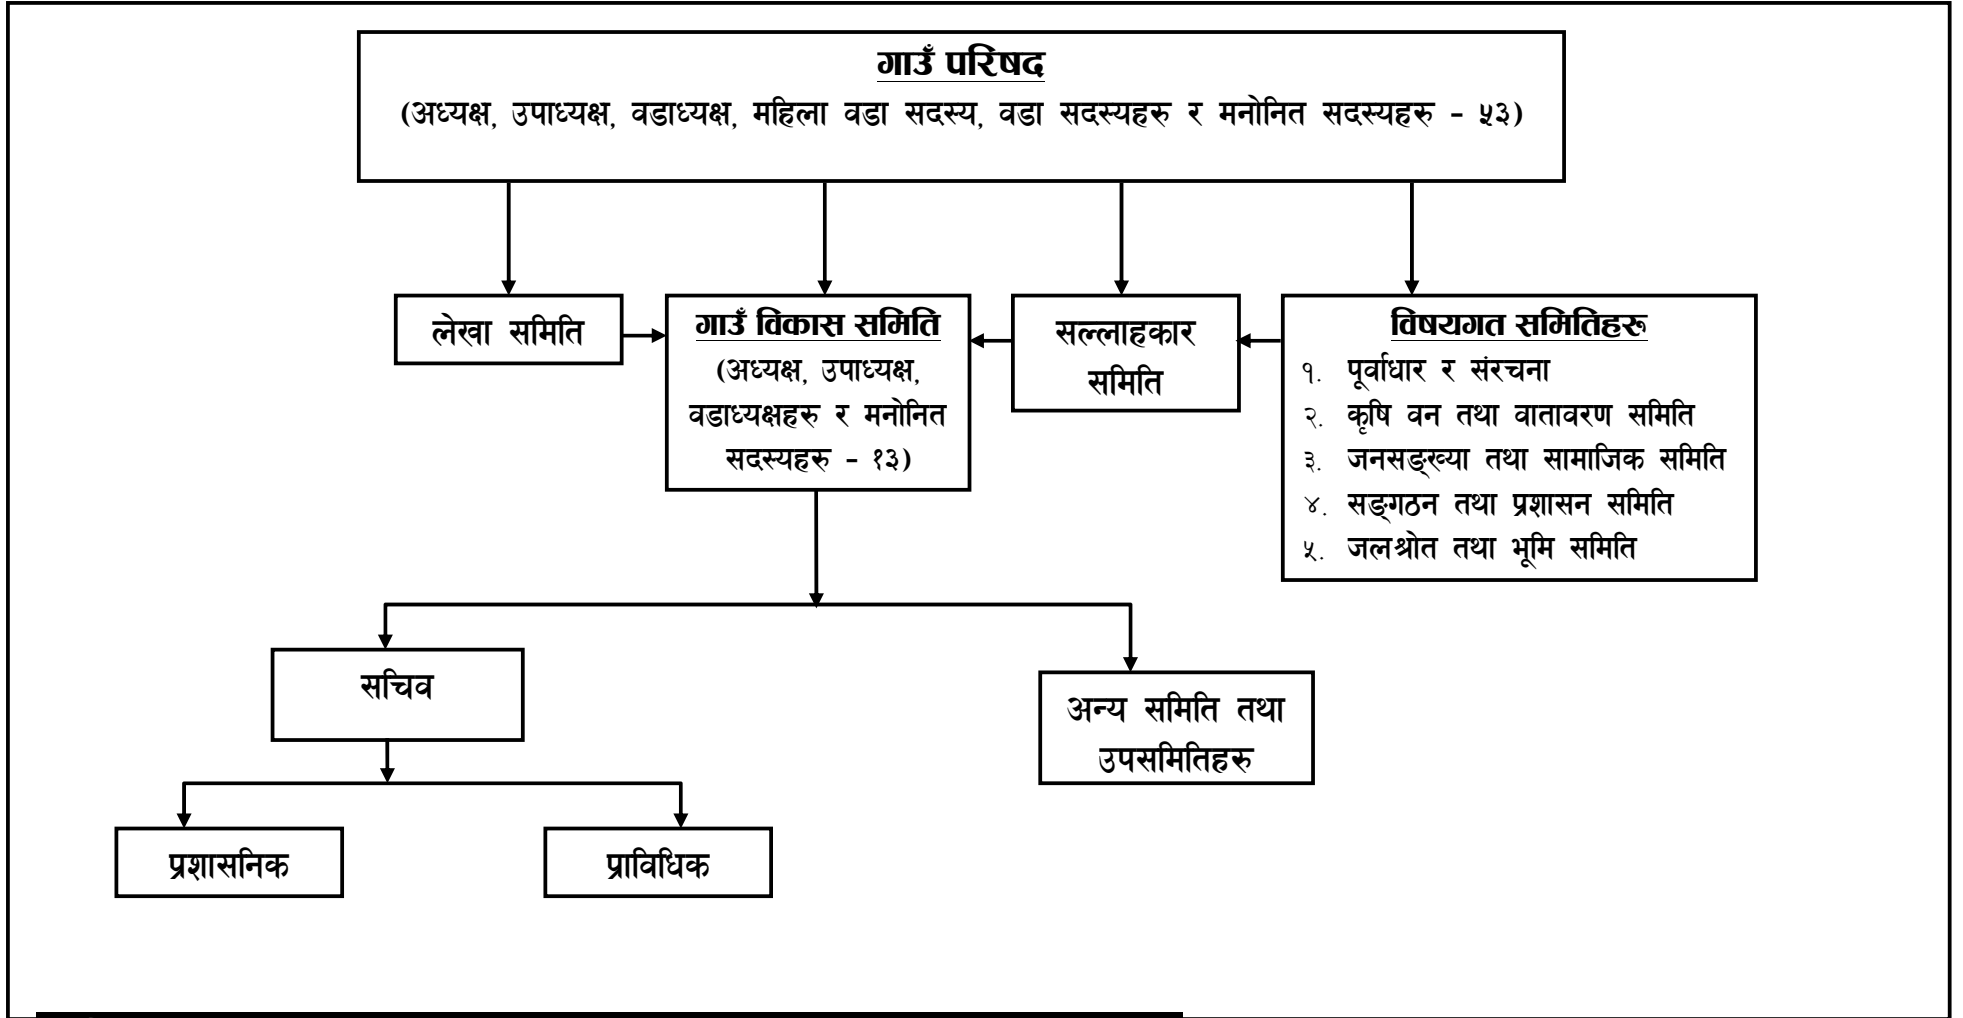 गाउँ परिषद
(अध्यक्ष, उपाध्यक्ष, वडाध्यक्ष, महिला वडा सदस्य, वडा सदस्यहरु र मनोनित सदस्यहरु - ५३)
लेखा समिति
गाउँ विकास समिति
(अध्यक्ष, उपाध्यक्ष,
वडाध्यक्षहरु र मनोनित
सदस्यहरु - १३)
सल्लाहकार
समिति
विषयगत समितिहरु
१. पूर्वाधार र संरचना
२. कृषि वन तथा वातावरण समिति
३. जनसङ्ख्या तथा सामाजिक समिति
४. सङ्गठन तथा प्रशासन समिति
५. जलश्रोत तथा भूमि समिति
सचिव
अन्य समिति तथा
उपसमितिहरु
प्रशासनिक
प्राविधिक